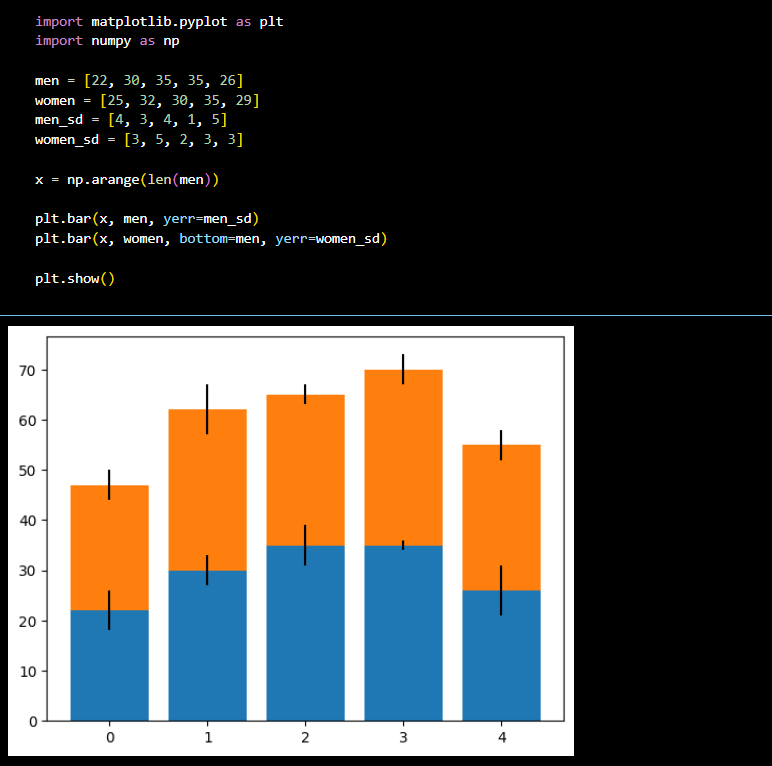 import matplotlib.pyplot as plt
import numpy as np
men = [22, 30, 35, 35, 26]
women = [25, 32, 30, 35, 29]
men_sd = [4, 3, 4, 1, 5]
women_sd = [3, 5, 2, 3, 3]
x = np.arange(len(men))
plt.bar(x, men, yerr=men_sd)
plt.bar(x, women, bottom=men, yerr=women_sd)
plt.show()
70
60
50
40
30
20
10
0
0 1 2 3 4